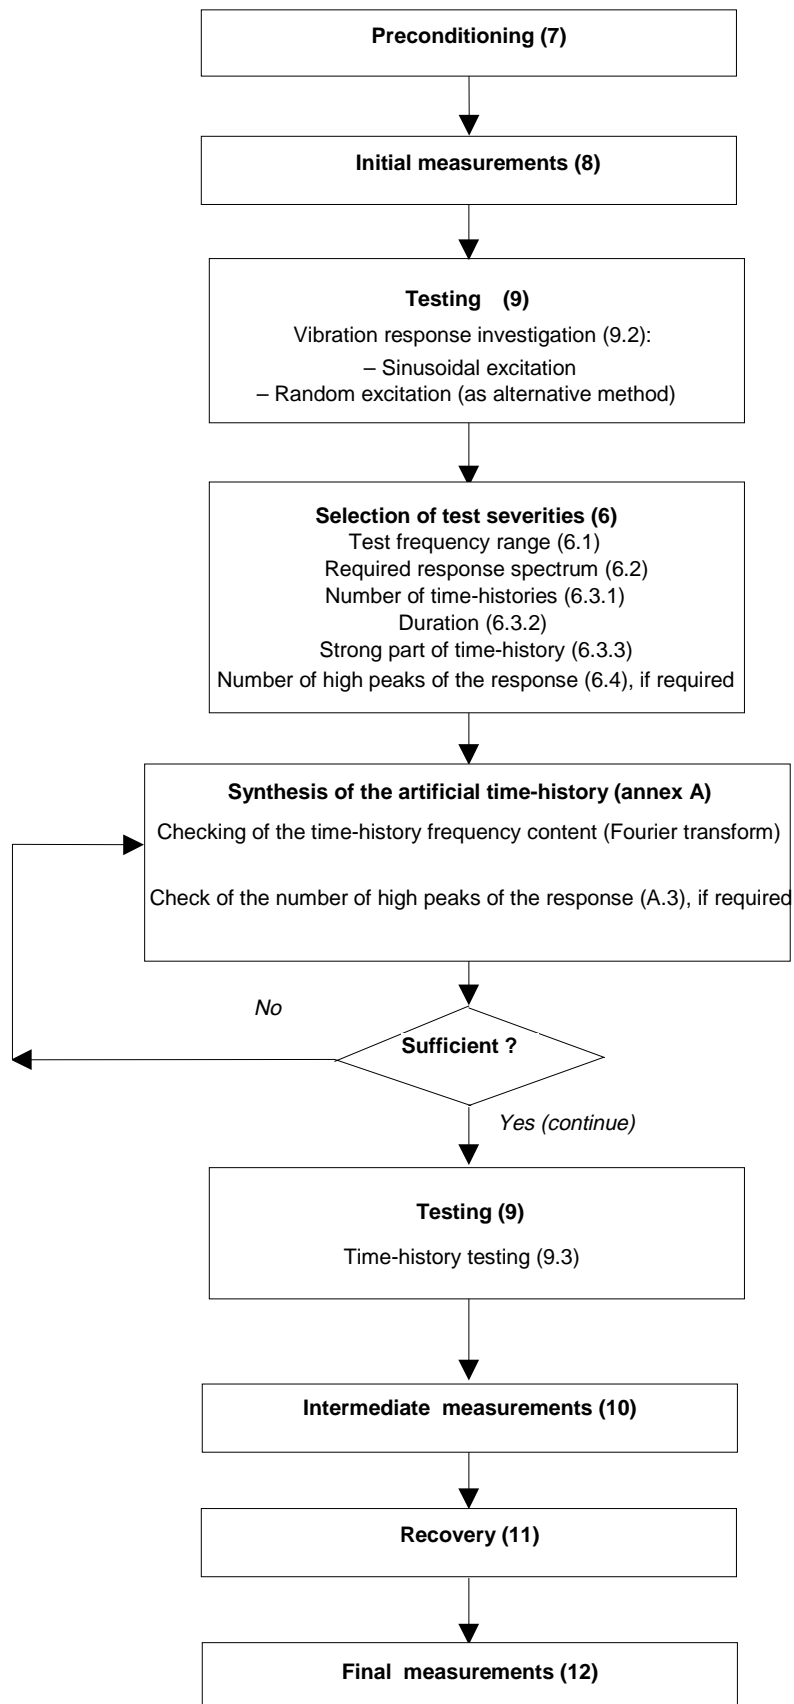 Preconditioning (7)
Initial measurements (8)
Testing (9)
Vibration response investigation (9.2):
– Sinusoidal excitation
– Random excitation (as alternative method)
Selection of test severities (6)
Test frequency range (6.1)
Required response spectrum (6.2)
Number of time-histories (6.3.1)
Duration (6.3.2)
Strong part of time-history (6.3.3)
Number of high peaks of the response (6.4), if required
Synthesis of the artificial time-history (annex A)
Checking of the time-history frequency content (Fourier transform)
Check of the number of high peaks of the response (A.3), if required
No
Sufficient ?
Yes (continue)
Testing (9)
Time-history testing (9.3)
Intermediate measurements (10)
Recovery (11)
Final measurements (12)